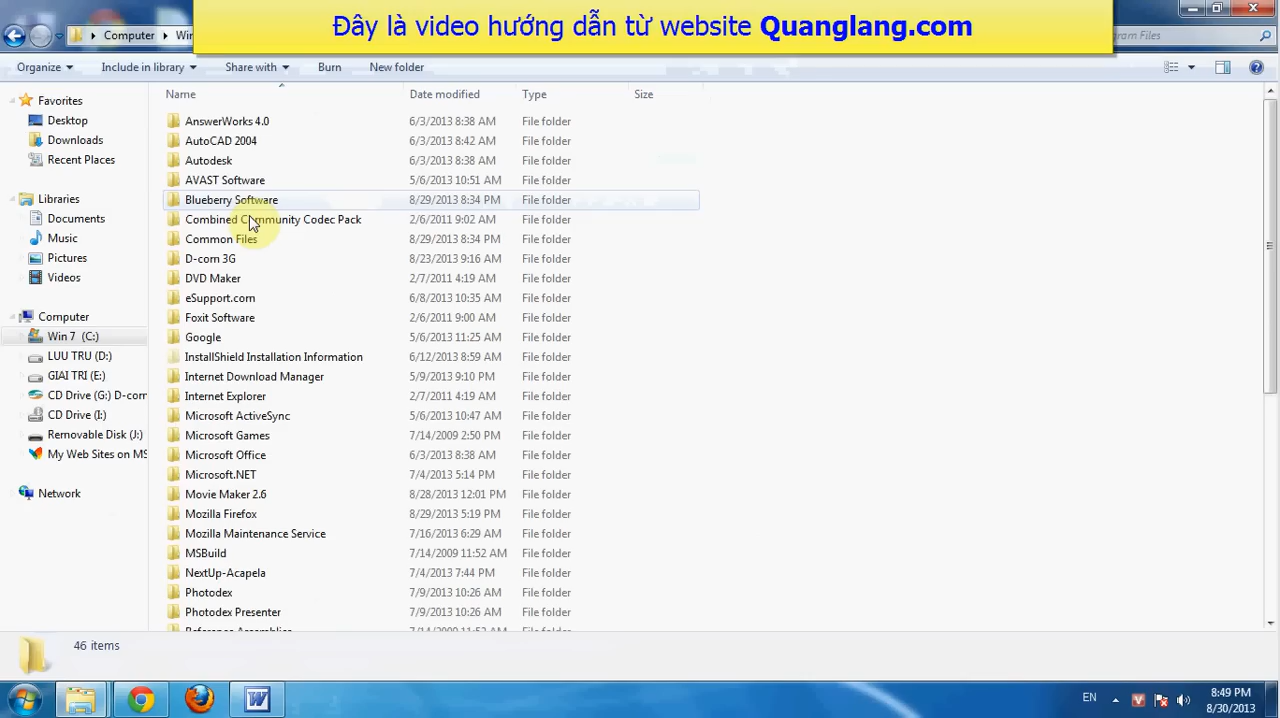 Đây là video hướng dẫn từ website Quanglang.com
Computer
Organize Include in library Share with Burn New folder
Name Date modified Type Size
Favorites
Desktop
Downloads
Recent Places
Libraries
Documents
Music
Pictures
Videos
Computer
Win 7 (C:)
LUU TRU (D:)
GIAI TRI (E:)
CD Drive (G:) D-corn
CD Drive (I:)
Removable Disk (J:)
My Web Sites on MS
Network
AnswerWorks 4.0 6/3/2013 8:38 AM File folder
AutoCAD 2004 6/3/2013 8:42 AM File folder
Autodesk 6/3/2013 8:38 AM File folder
AVAST Software 5/6/2013 10:51 AM File folder
Blueberry Software 8/29/2013 8:34 PM File folder
Combined Community Codec Pack 2/6/2011 9:02 AM File folder
Common Files 8/29/2013 8:34 PM File folder
D-corn 3G 8/23/2013 9:16 AM File folder
DVD Maker 2/7/2011 4:19 AM File folder
eSupport.com 6/8/2013 10:35 AM File folder
Foxit Software 2/6/2011 9:00 AM File folder
Google 5/6/2013 11:25 AM File folder
InstallShield Installation Information 6/12/2013 8:59 AM File folder
Internet Download Manager 5/9/2013 9:10 PM File folder
Internet Explorer 2/7/2011 4:19 AM File folder
Microsoft ActiveSync 5/6/2013 10:47 AM File folder
Microsoft Games 7/14/2009 2:50 PM File folder
Microsoft Office 6/3/2013 8:38 AM File folder
Microsoft.NET 7/4/2013 5:14 PM File folder
Movie Maker 2.6 8/28/2013 12:01 PM File folder
Mozilla Firefox 8/29/2013 5:19 PM File folder
Mozilla Maintenance Service 7/16/2013 6:29 AM File folder
MSBuild 7/14/2009 11:52 AM File folder
NextUp-Acapela 7/4/2013 7:44 PM File folder
Photodex 7/9/2013 10:26 AM File folder
Photodex Presenter 7/9/2013 10:26 AM File folder
46 items
EN
8:49 PM
8/30/2013